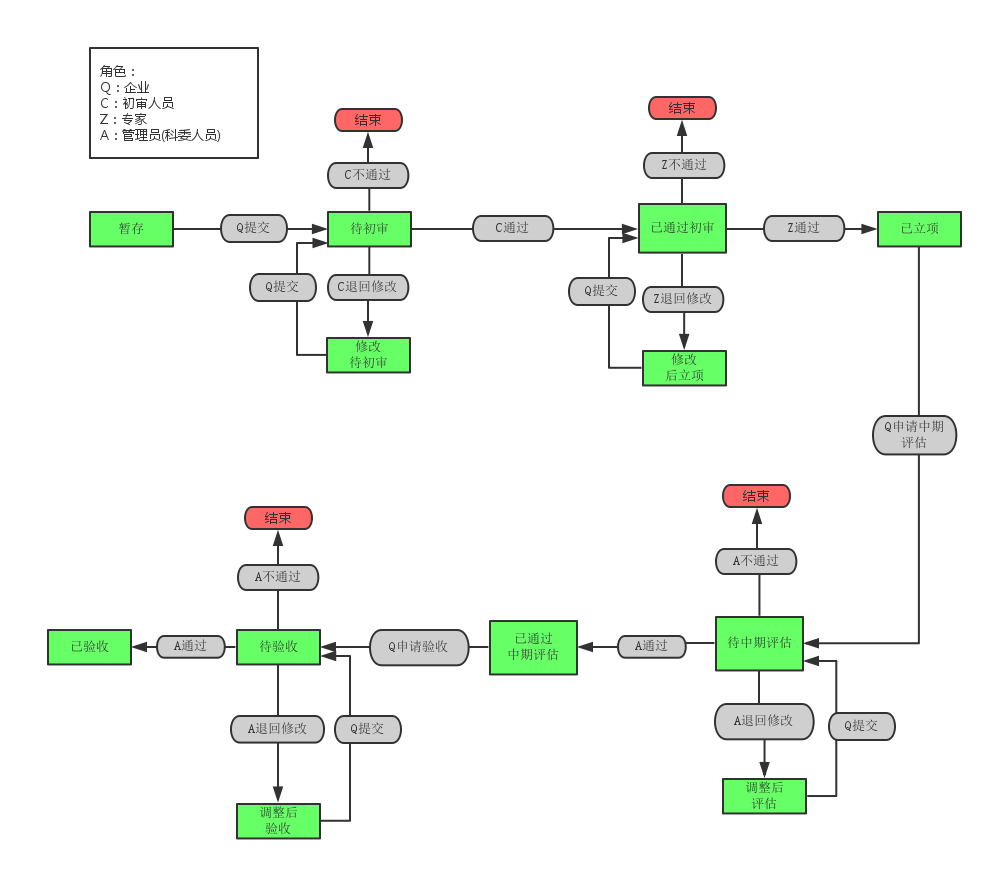 角色：
Q：企业
C：初审人员
Z：专家
A：管理员(科委人员)
结束
结束
C不通过
Z不通过
暂存
Q提交
待初审
C通过
已通过初审
Z通过
已立项
Q提交
C退回修改
Q提交
Z退回修改
修改
待初审
修改
后立项
Q申请中期
评估
结束
结束
A不通过
A不通过
已验收
A通过
待验收
Q申请验收
已通过
中期评估
A通过
待中期评估
A退回修改
Q提交
A退回修改
Q提交
调整后
验收
调整后
评估